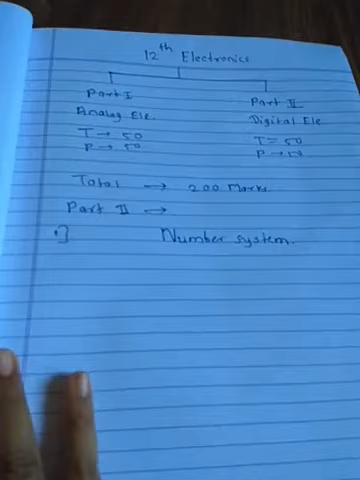 12th Electronics
Part I
Part II
Analog Ele.
Digital Ele
T → 50
T = 50
P → 50
P → 50
Total → 200 Marks
Part II →
1] Number system.